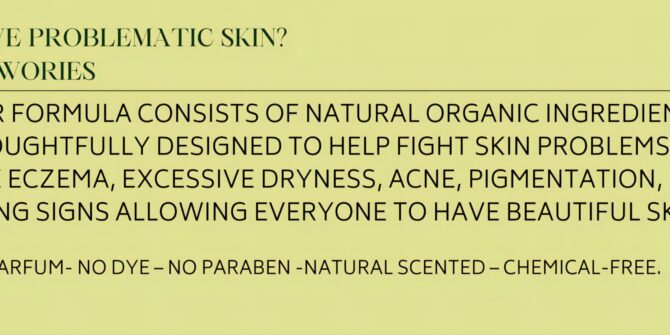 VE PROBLEMATIC SKIN?
WORIES
R FORMULA CONSISTS OF NATURAL ORGANIC INGREDIEN
OUGHTFULLY DESIGNED TO HELP FIGHT SKIN PROBLEMS
E ECZEMA, EXCESSIVE DRYNESS, ACNE, PIGMENTATION,
NG SIGNS ALLOWING EVERYONE TO HAVE BEAUTIFUL SK
ARFUM- NO DYE – NO PARABEN -NATURAL SCENTED – CHEMICAL-FREE.